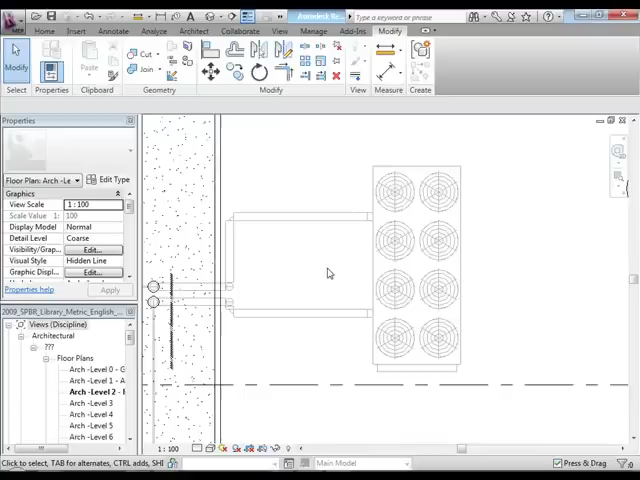 Autodesk Re...
Type a keyword or phrase
MEP
Home
Insert
Annotate
Analyze
Architect
Collaborate
View
Manage
Add-Ins
Modify
Modify
Paste
Cut
Join
Select
Properties
Clipboard
Geometry
Modify
View
Measure
Create
Properties
Floor Plan: Arch -Le
Edit Type
Graphics
View Scale
1 : 100
Scale Value 1:
100
Display Model
Normal
Detail Level
Coarse
Visibility/Grap...
Edit...
Visual Style
Hidden Line
Graphic Displ...
Edit...
Properties help
Apply
2009_SPBR_Library_Metric_English_...
Views (Discipline)
Architectural
???
Floor Plans
Arch -Level 0 - G
Arch -Level 1 - A
Arch -Level 2 - I
Arch -Level 3
Arch -Level 4
Arch -Level 5
Arch -Level 6
1 : 100
Click to select, TAB for alternates, CTRL adds, SHI
Main Model
Press & Drag
:0